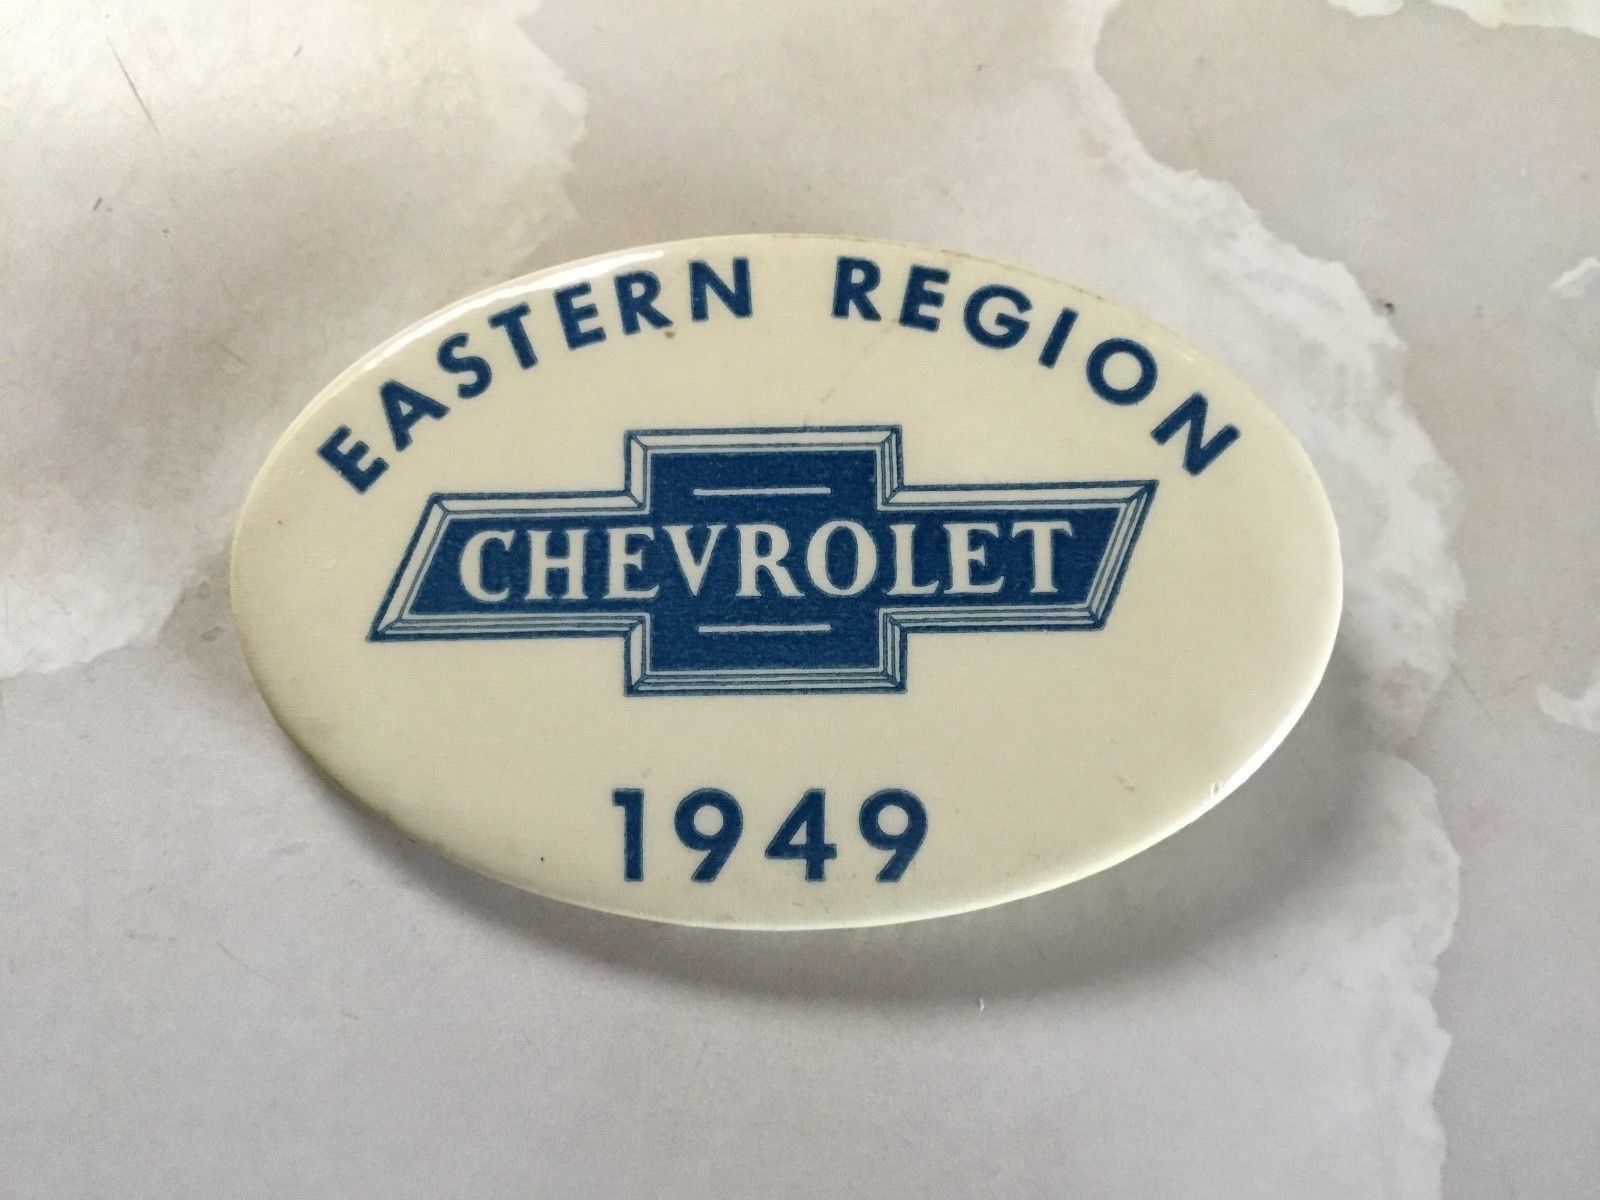 EASTERN REGION
CHEVROLET
1949